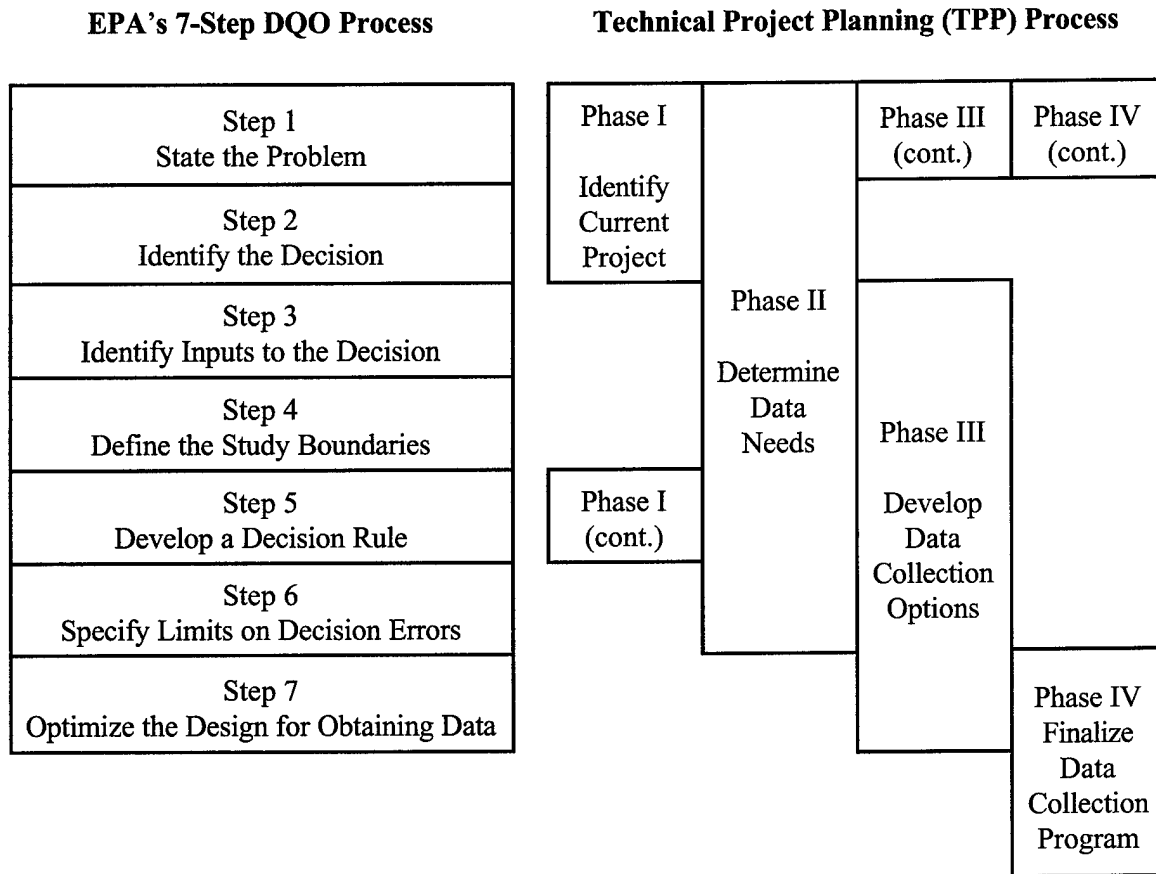 EPA's 7-Step DQO Process
Technical Project Planning (TPP) Process
Step 1
State the Problem
Step 2
Identify the Decision
Step 3
Identify Inputs to the Decision
Step 4
Define the Study Boundaries
Step 5
Develop a Decision Rule
Step 6
Specify Limits on Decision Errors
Step 7
Optimize the Design for Obtaining Data
Phase I
Identify
Current
Project
Phase I
(cont.)
Phase II
Determine
Data
Needs
Phase III
(cont.)
Phase III
Develop
Data
Collection
Options
Phase IV
(cont.)
Phase IV
Finalize
Data
Collection
Program